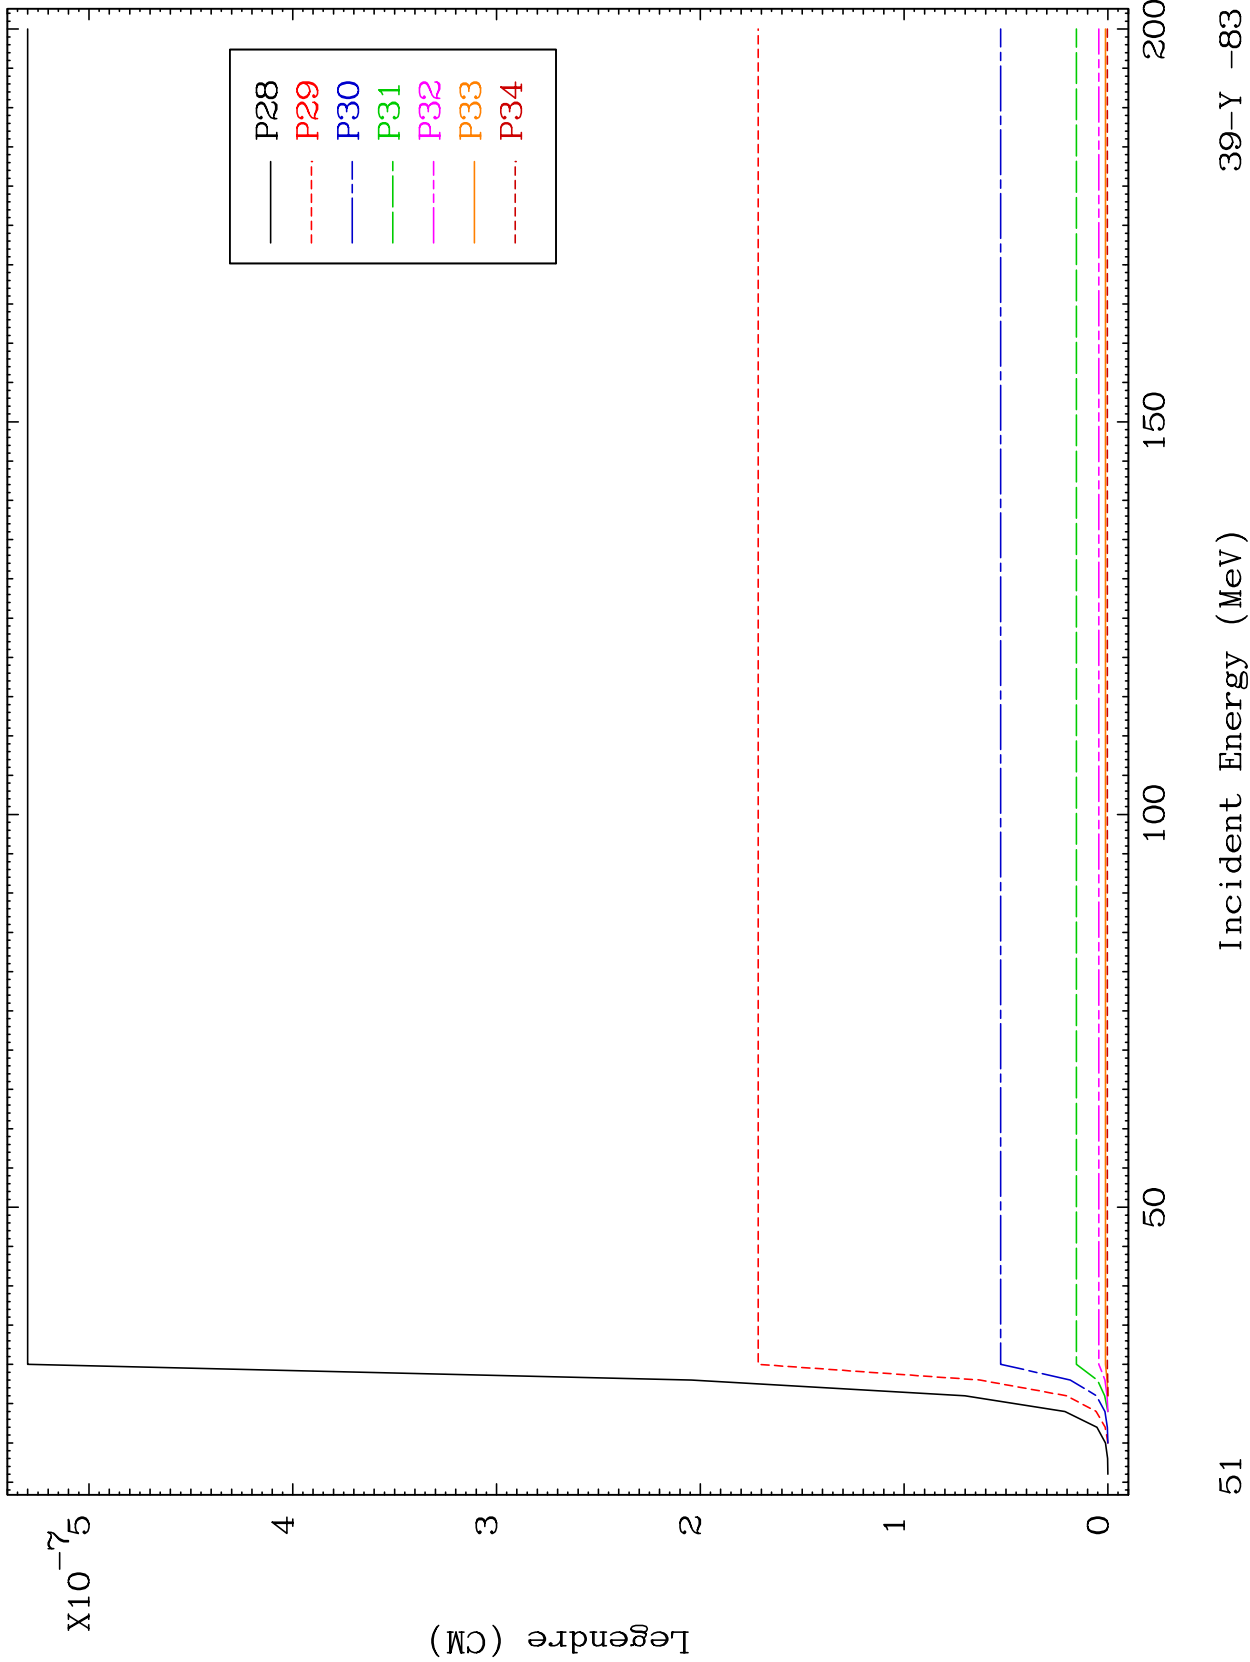 X10-7
5
4
3
2
1
0
Legendre (CM)
P28
P29
P30
P31
P32
P33
P34
50
100
150
200
Incident Energy (MeV)
51
39-Y -83